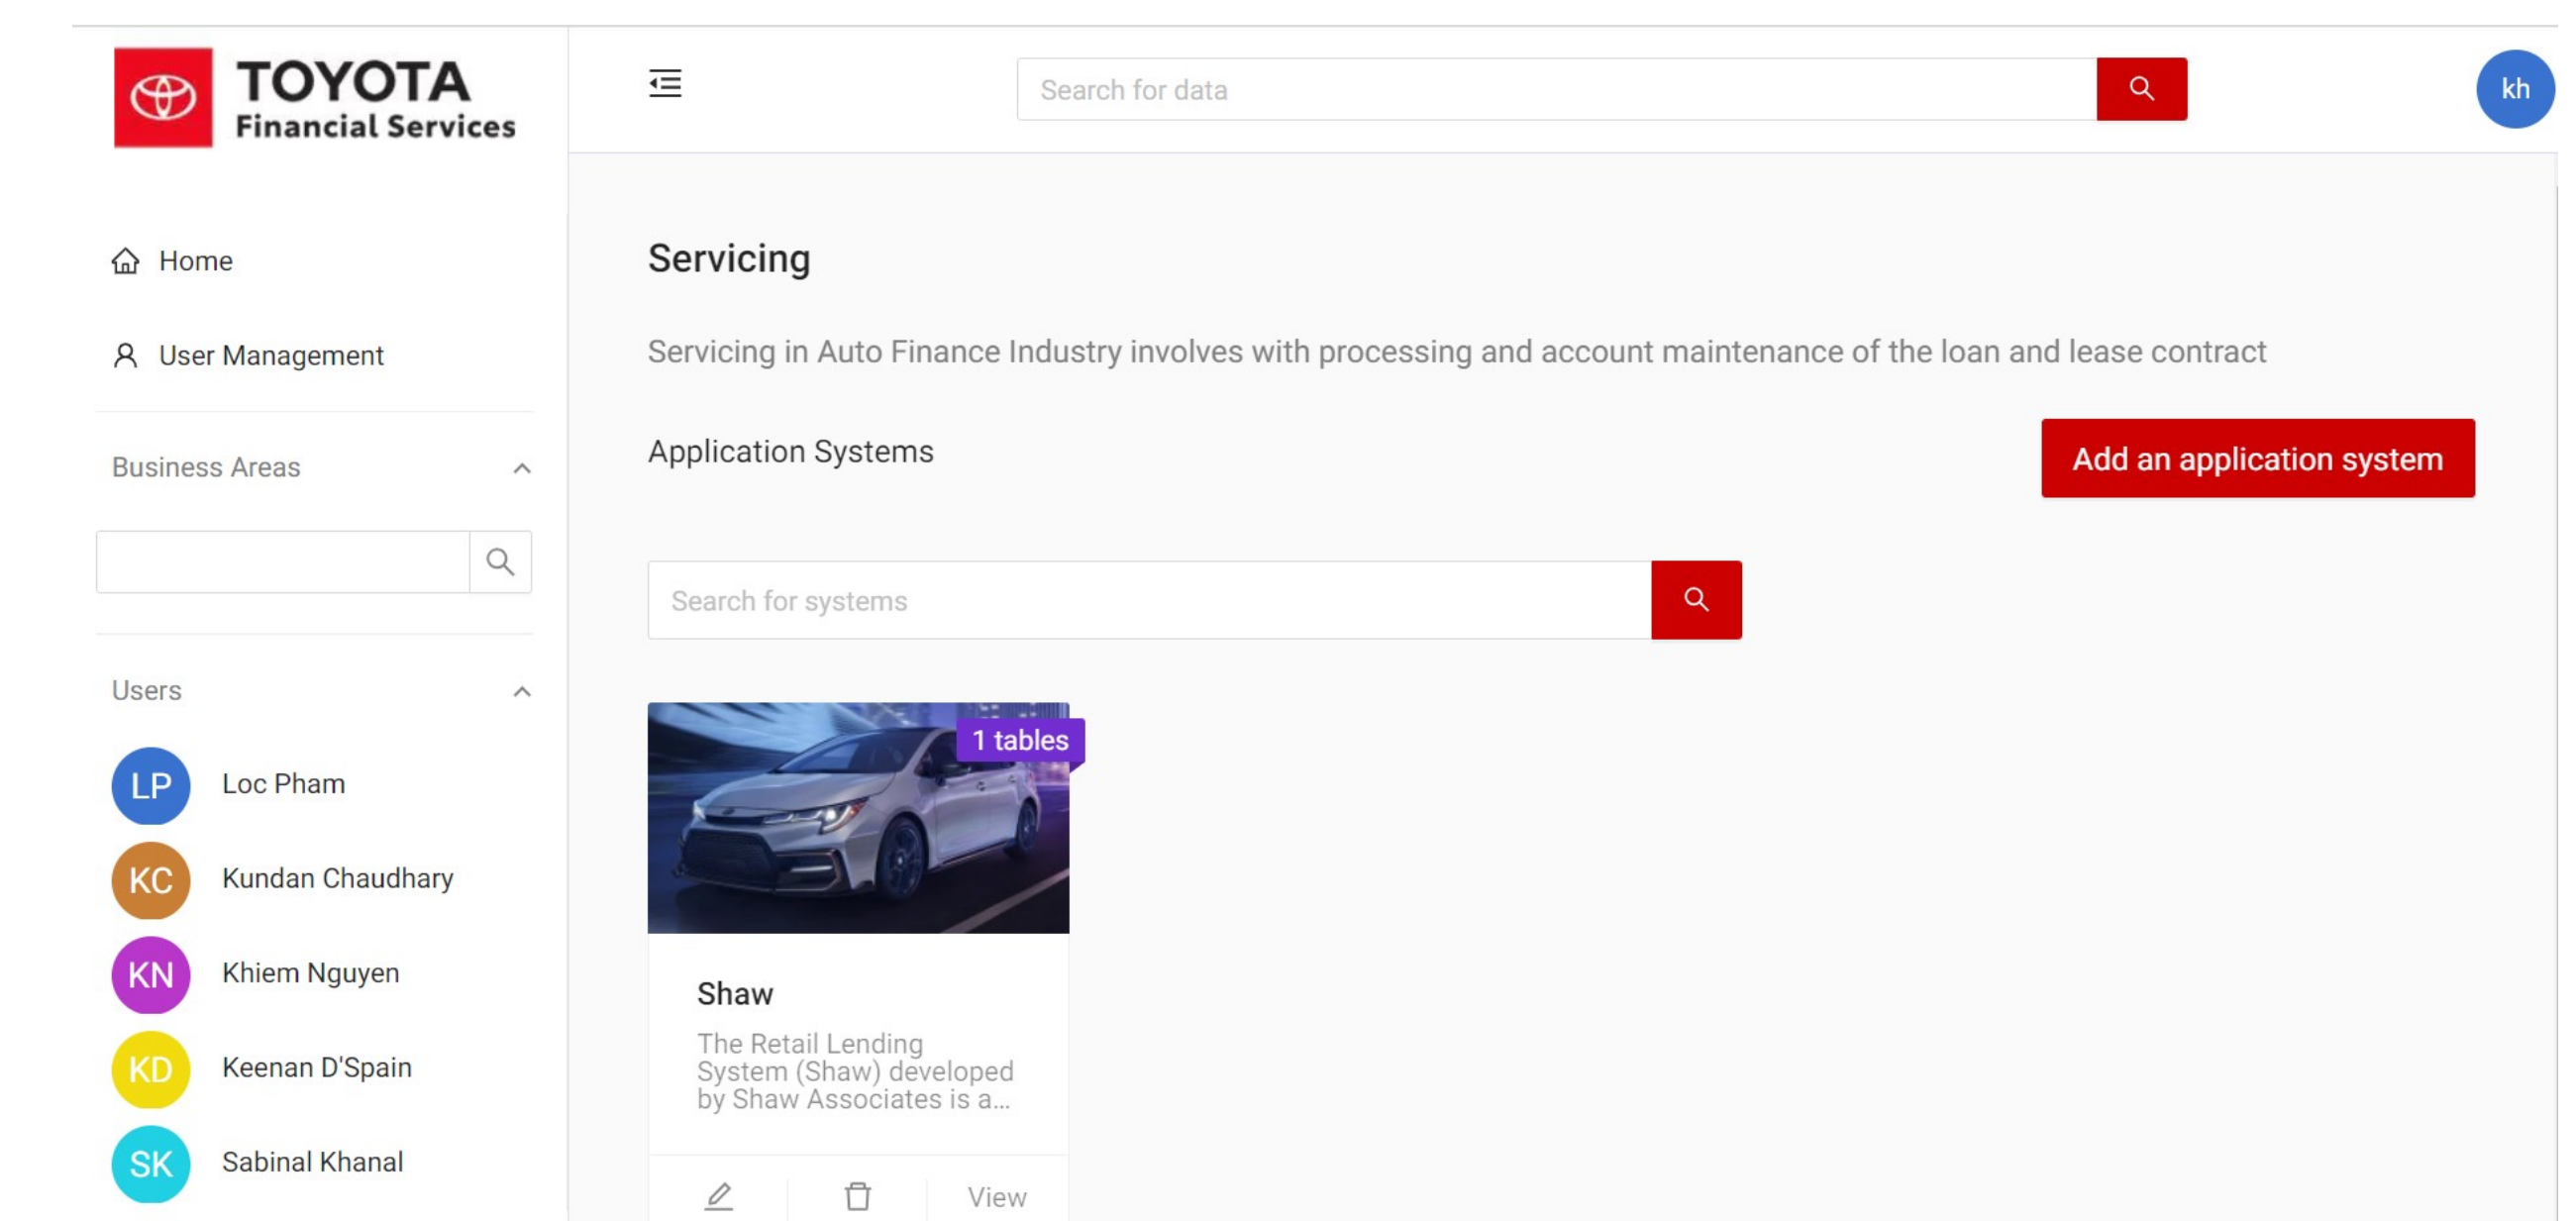 TOYOTA
Financial Services
Search for data
kh
Home
User Management
Business Areas
Users
LP Loc Pham
KC Kundan Chaudhary
KN Khiem Nguyen
KD Keenan D'Spain
SK Sabinal Khanal
Servicing
Servicing in Auto Finance Industry involves with processing and account maintenance of the loan and lease contract
Application Systems
Add an application system
Search for systems
1 tables
Shaw
The Retail Lending
System (Shaw) developed
by Shaw Associates is a...
View